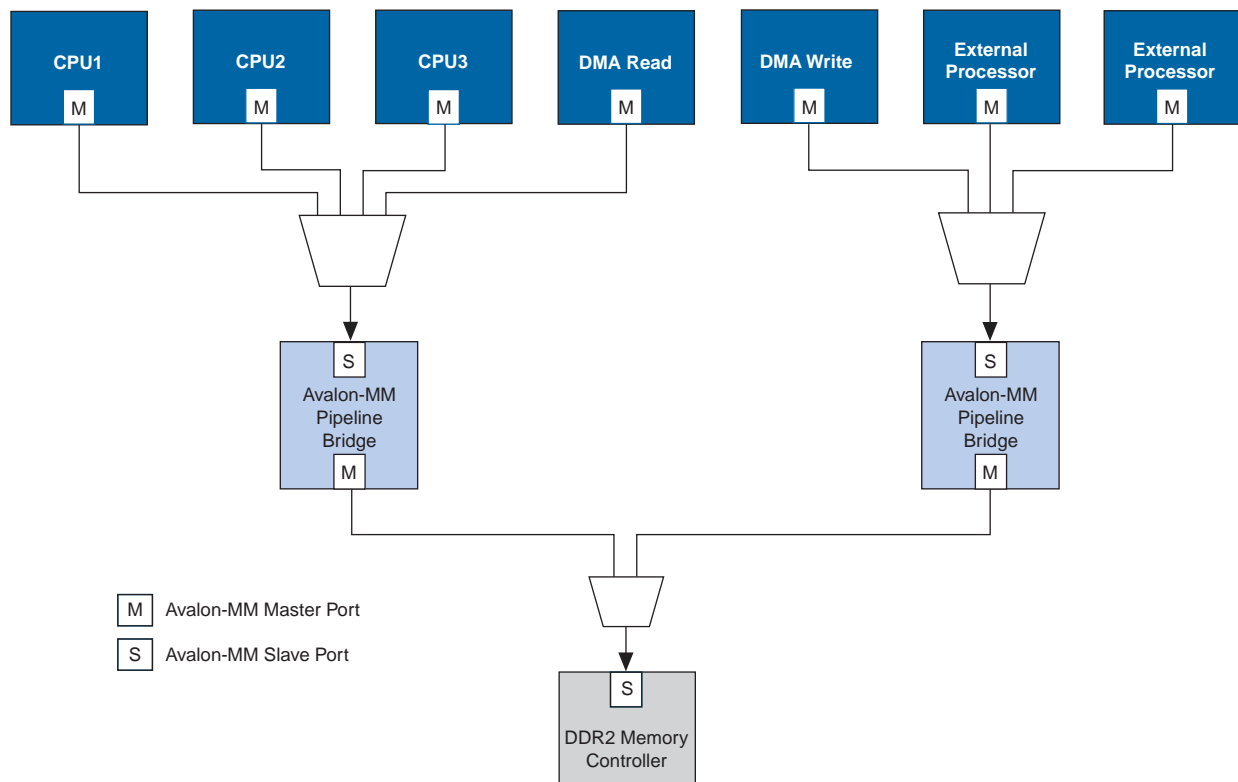 CPU1
M
CPU2
M
CPU3
M
DMA Read
M
DMA Write
M
External
Processor
M
External
Processor
M
S
Avalon-MM
Pipeline
Bridge
M
S
Avalon-MM
Pipeline
Bridge
M
M Avalon-MM Master Port
S Avalon-MM Slave Port
S
DDR2 Memory
Controller